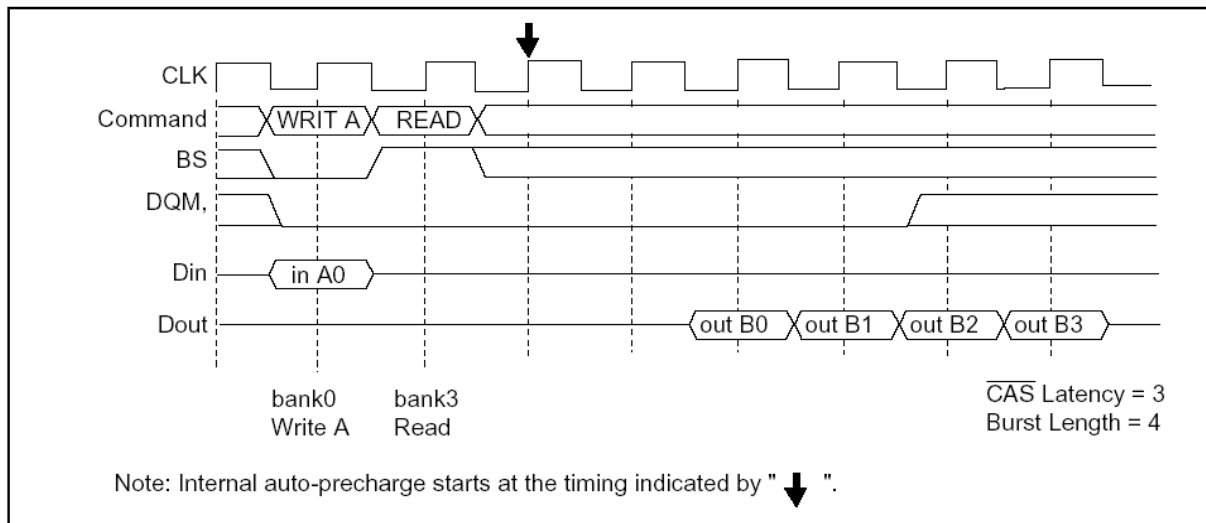 CLK
Command WRIT A READ
BS
DQM,
Din in A0
Dout out B0 out B1 out B2 out B3
bank0 bank3 CAS Latency = 3
Write A Read Burst Length = 4
Note: Internal auto-precharge starts at the timing indicated by " ".